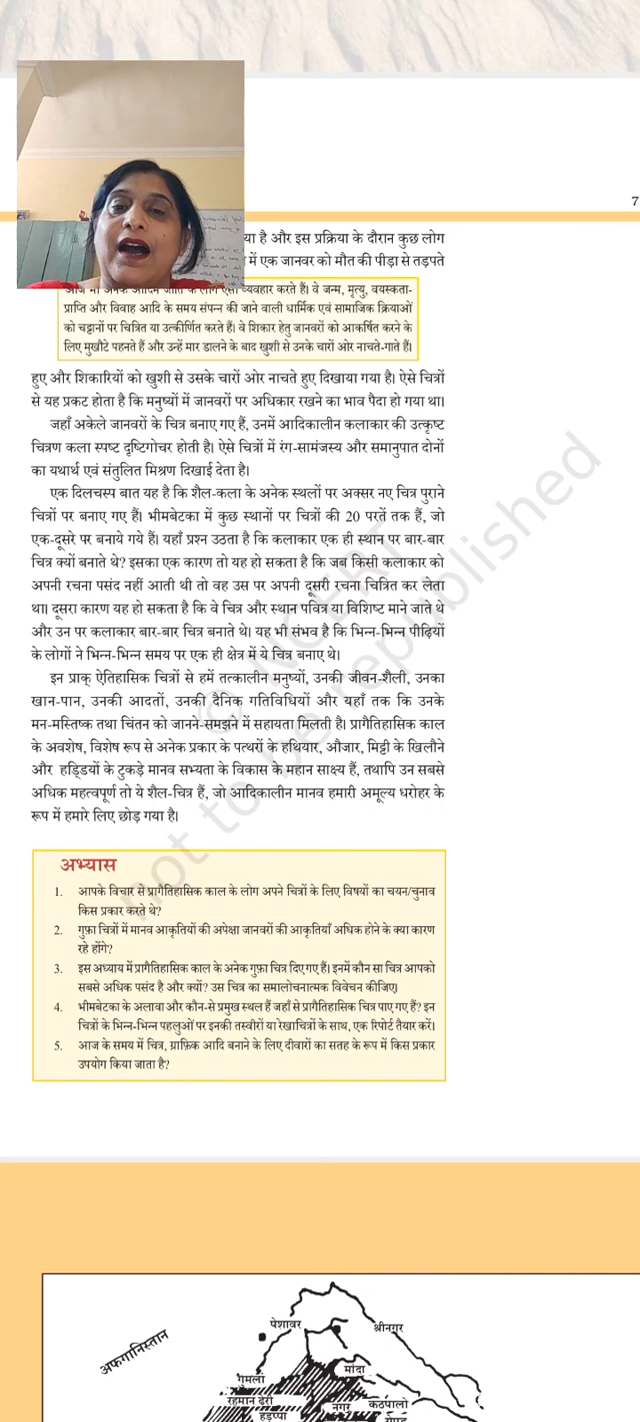 7
या है और इस प्रक्रिया के दौरान कुछ लोग
में एक जानवर को मौत की पीड़ा से तड़पते
व्यवहार करते हैं। वे जन्म, मृत्यु, वयस्कता-
प्राप्ति और विवाह आदि के समय संपन्न की जाने वाली धार्मिक एवं सामाजिक क्रियाओं
को चट्टानों पर चित्रित या उत्कीर्णित करते हैं। वे शिकार हेतु जानवरों को आकर्षित करने के
लिए मुखौटे पहनते हैं और उन्हें मार डालने के बाद खुशी से उनके चारों ओर नाचते-गाते हैं।
हुए और शिकारियों को खुशी से उसके चारों ओर नाचते हुए दिखाया गया है। ऐसे चित्रों
से यह प्रकट होता है कि मनुष्यों में जानवरों पर अधिकार रखने का भाव पैदा हो गया था।
जहाँ अकेले जानवरों के चित्र बनाए गए हैं, उनमें आदिकालीन कलाकार की उत्कृष्ट
चित्रण कला स्पष्ट दृष्टिगोचर होती है। ऐसे चित्रों में रंग-सामंजस्य और समानुपात दोनों
का यथार्थ एवं संतुलित मिश्रण दिखाई देता है।
एक दिलचस्प बात यह है कि शैल-कला के अनेक स्थलों पर अक्सर नए चित्र पुराने
चित्रों पर बनाए गए हैं। भीमबेटका में कुछ स्थानों पर चित्रों की 20 परतें तक हैं, जो
एक-दूसरे पर बनाये गये हैं। यहाँ प्रश्न उठता है कि कलाकार एक ही स्थान पर बार-बार
चित्र क्यों बनाते थे? इसका एक कारण तो यह हो सकता है कि जब किसी कलाकार को
अपनी रचना पसंद नहीं आती थी तो वह उस पर अपनी दूसरी रचना चित्रित कर लेता
था। दूसरा कारण यह हो सकता है कि वे चित्र और स्थान पवित्र या विशिष्ट माने जाते थे
और उन पर कलाकार बार-बार चित्र बनाते थे। यह भी संभव है कि भिन्न-भिन्न पीढ़ियों
के लोगों ने भिन्न-भिन्न समय पर एक ही क्षेत्र में ये चित्र बनाए थे।
इन प्राक् ऐतिहासिक चित्रों से हमें तत्कालीन मनुष्यों, उनकी जीवन-शैली, उनका
खान-पान, उनकी आदतों, उनकी दैनिक गतिविधियों और यहाँ तक कि उनके
मन-मस्तिष्क तथा चिंतन को जानने-समझने में सहायता मिलती है। प्रागैतिहासिक काल
के अवशेष, विशेष रूप से अनेक प्रकार के पत्थरों के हथियार, औजार, मिट्टी के खिलौने
और हड्डियों के टुकड़े मानव सभ्यता के विकास के महान साक्ष्य हैं, तथापि उन सबसे
अधिक महत्वपूर्ण तो ये शैल-चित्र हैं, जो आदिकालीन मानव हमारी अमूल्य धरोहर के
रूप में हमारे लिए छोड़ गया है।
© NCERT
not to be republished
अभ्यास
1. आपके विचार से प्रागैतिहासिक काल के लोग अपने चित्रों के लिए विषयों का चयन/चुनाव
किस प्रकार करते थे?
2. गुफ़ा चित्रों में मानव आकृतियों की अपेक्षा जानवरों की आकृतियाँ अधिक होने के क्या कारण
रहे होंगे?
3. इस अध्याय में प्रागैतिहासिक काल के अनेक गुफ़ा चित्र दिए गए हैं। इनमें कौन सा चित्र आपको
सबसे अधिक पसंद है और क्यों? उस चित्र का समालोचनात्मक विवेचन कीजिए।
4. भीमबेटका के अलावा और कौन-से प्रमुख स्थल हैं जहाँ से प्रागैतिहासिक चित्र पाए गए हैं? इन
चित्रों के भिन्न-भिन्न पहलुओं पर इनकी तस्वीरों या रेखाचित्रों के साथ, एक रिपोर्ट तैयार करें।
5. आज के समय में चित्र, ग्राफ़िक आदि बनाने के लिए दीवारों का सतह के रूप में किस प्रकार
उपयोग किया जाता है?
पेशावर
श्रीनगर
अफगानिस्तान
मांदा
गुमला
रहमान ढेरी
नगर
कठपालो
हड़प्पा